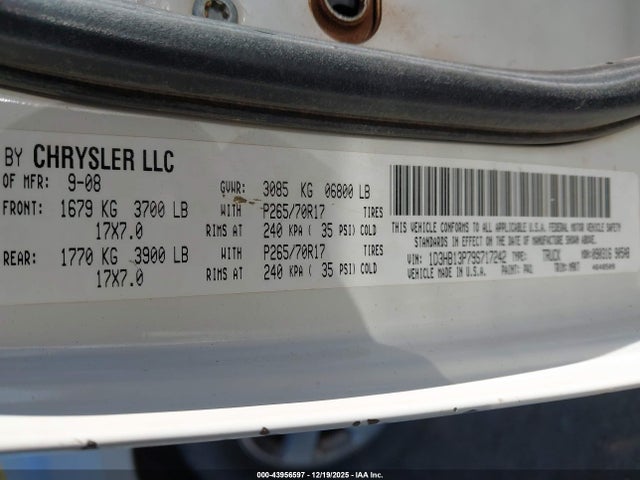 BY CHRYSLER LLC
OF MFR: 9-08 GVWR: 3085 KG 06800 LB
FRONT: 1679 KG 3700 LB WITH P265/70R17 TIRES
17X7.0 RIMS AT 240 KPA ( 35 PSI) COLD
REAR: 1770 KG 3900 LB WITH P265/70R17 TIRES
17X7.0 RIMS AT 240 KPA ( 35 PSI) COLD
THIS VEHICLE CONFORMS TO ALL APPLICABLE U.S.A. FEDERAL MOTOR VEHICLE SAFETY
STANDARDS IN EFFECT ON THE DATE OF MANUFACTURE SHOWN ABOVE.
VIN: 1D3HB13P79S717242 TYPE: TRUCK
VEHICLE MADE IN U.S.A. PAINT: PW1 TRIM:
000-43956597 - 12/19/2025 - IAA Inc.